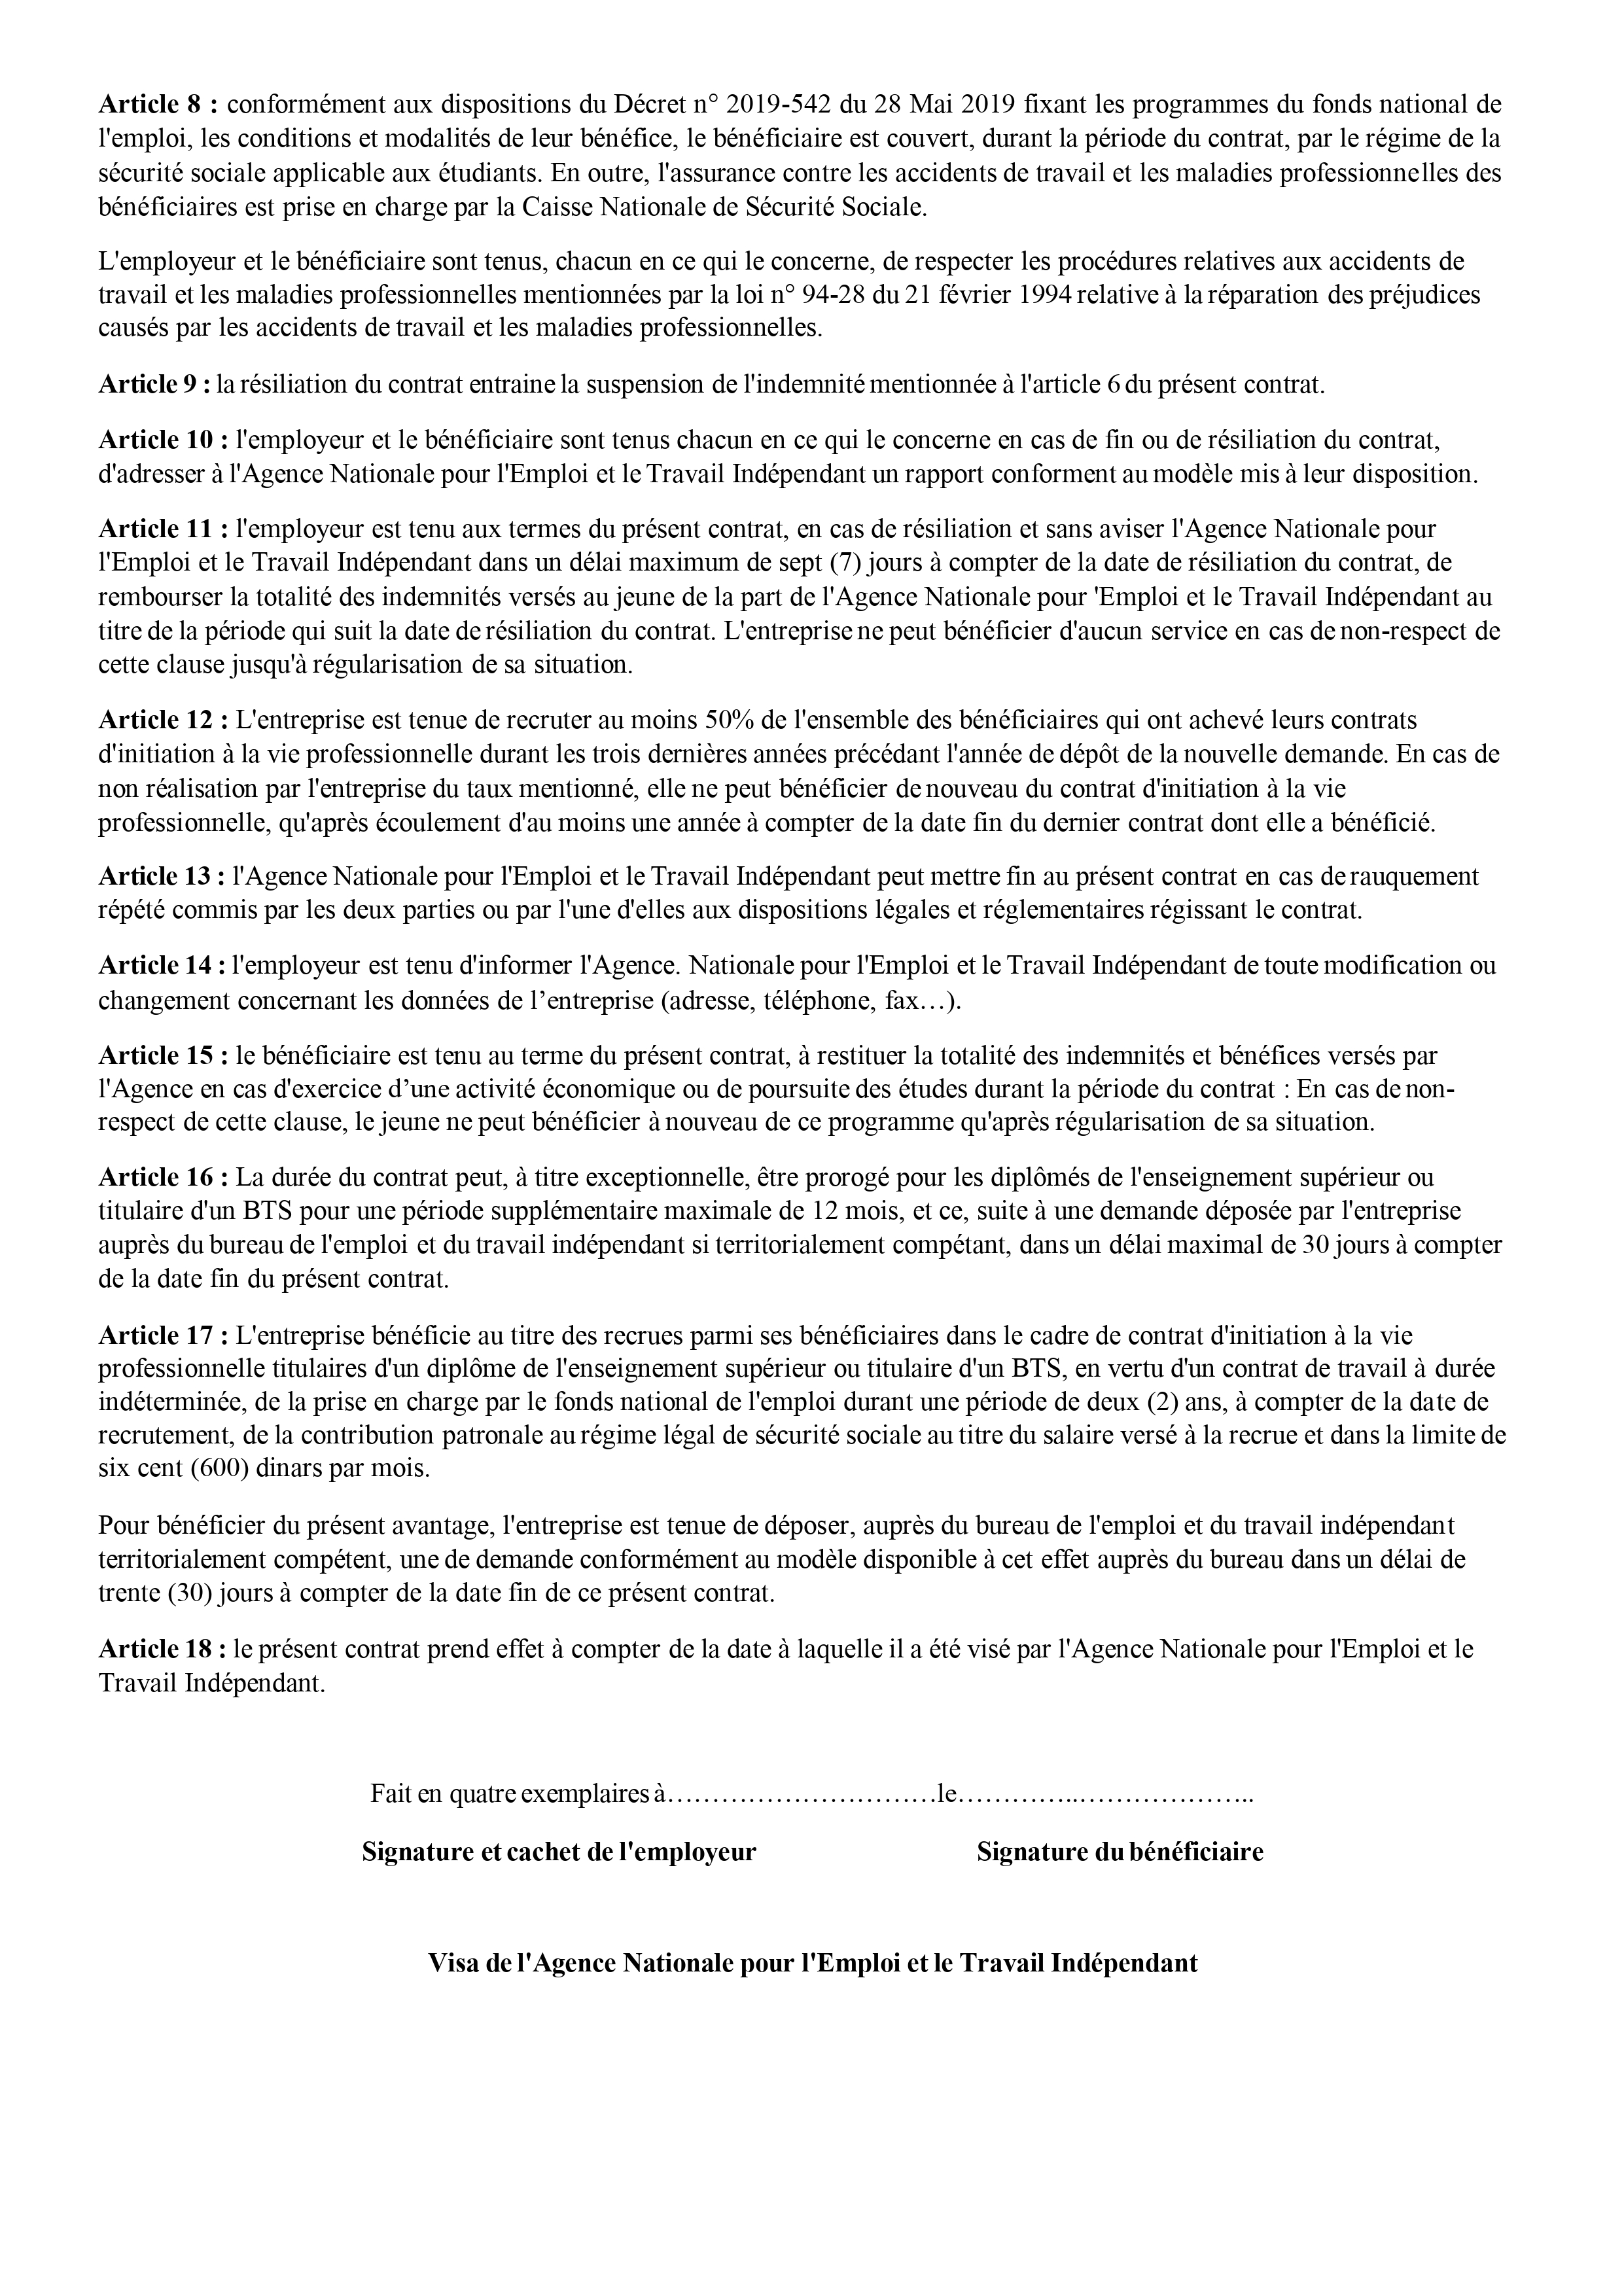 Article 8 : conformément aux dispositions du Décret n° 2019-542 du 28 Mai 2019 fixant les programmes du fonds national de
l'emploi, les conditions et modalités de leur bénéfice, le bénéficiaire est couvert, durant la période du contrat, par le régime de la
sécurité sociale applicable aux étudiants. En outre, l'assurance contre les accidents de travail et les maladies professionnelles des
bénéficiaires est prise en charge par la Caisse Nationale de Sécurité Sociale.
L'employeur et le bénéficiaire sont tenus, chacun en ce qui le concerne, de respecter les procédures relatives aux accidents de
travail et les maladies professionnelles mentionnées par la loi n° 94-28 du 21 février 1994 relative à la réparation des préjudices
causés par les accidents de travail et les maladies professionnelles.
Article 9 : la résiliation du contrat entraine la suspension de l'indemnité mentionnée à l'article 6 du présent contrat.
Article 10 : l'employeur et le bénéficiaire sont tenus chacun en ce qui le concerne en cas de fin ou de résiliation du contrat,
d'adresser à l'Agence Nationale pour l'Emploi et le Travail Indépendant un rapport conforment au modèle mis à leur disposition.
Article 11 : l'employeur est tenu aux termes du présent contrat, en cas de résiliation et sans aviser l'Agence Nationale pour
l'Emploi et le Travail Indépendant dans un délai maximum de sept (7) jours à compter de la date de résiliation du contrat, de
rembourser la totalité des indemnités versés au jeune de la part de l'Agence Nationale pour 'Emploi et le Travail Indépendant au
titre de la période qui suit la date de résiliation du contrat. L'entreprise ne peut bénéficier d'aucun service en cas de non-respect de
cette clause jusqu'à régularisation de sa situation.
Article 12 : L'entreprise est tenue de recruter au moins 50% de l'ensemble des bénéficiaires qui ont achevé leurs contrats
d'initiation à la vie professionnelle durant les trois dernières années précédant l'année de dépôt de la nouvelle demande. En cas de
non réalisation par l'entreprise du taux mentionné, elle ne peut bénéficier de nouveau du contrat d'initiation à la vie
professionnelle, qu'après écoulement d'au moins une année à compter de la date fin du dernier contrat dont elle a bénéficié.
Article 13 : l'Agence Nationale pour l'Emploi et le Travail Indépendant peut mettre fin au présent contrat en cas de rauquement
répété commis par les deux parties ou par l'une d'elles aux dispositions légales et réglementaires régissant le contrat.
Article 14 : l'employeur est tenu d'informer l'Agence. Nationale pour l'Emploi et le Travail Indépendant de toute modification ou
changement concernant les données de l’entreprise (adresse, téléphone, fax…).
Article 15 : le bénéficiaire est tenu au terme du présent contrat, à restituer la totalité des indemnités et bénéfices versés par
l'Agence en cas d'exercice d’une activité économique ou de poursuite des études durant la période du contrat : En cas de non-
respect de cette clause, le jeune ne peut bénéficier à nouveau de ce programme qu'après régularisation de sa situation.
Article 16 : La durée du contrat peut, à titre exceptionnelle, être prorogé pour les diplômés de l'enseignement supérieur ou
titulaire d'un BTS pour une période supplémentaire maximale de 12 mois, et ce, suite à une demande déposée par l'entreprise
auprès du bureau de l'emploi et du travail indépendant si territorialement compétant, dans un délai maximal de 30 jours à compter
de la date fin du présent contrat.
Article 17 : L'entreprise bénéficie au titre des recrues parmi ses bénéficiaires dans le cadre de contrat d'initiation à la vie
professionnelle titulaires d'un diplôme de l'enseignement supérieur ou titulaire d'un BTS, en vertu d'un contrat de travail à durée
indéterminée, de la prise en charge par le fonds national de l'emploi durant une période de deux (2) ans, à compter de la date de
recrutement, de la contribution patronale au régime légal de sécurité sociale au titre du salaire versé à la recrue et dans la limite de
six cent (600) dinars par mois.
Pour bénéficier du présent avantage, l'entreprise est tenue de déposer, auprès du bureau de l'emploi et du travail indépendant
territorialement compétent, une de demande conformément au modèle disponible à cet effet auprès du bureau dans un délai de
trente (30) jours à compter de la date fin de ce présent contrat.
Article 18 : le présent contrat prend effet à compter de la date à laquelle il a été visé par l'Agence Nationale pour l'Emploi et le
Travail Indépendant.
Fait en quatre exemplaires à…………………………le…………..………………..
Signature et cachet de l'employeur Signature du bénéficiaire
Visa de l'Agence Nationale pour l'Emploi et le Travail Indépendant